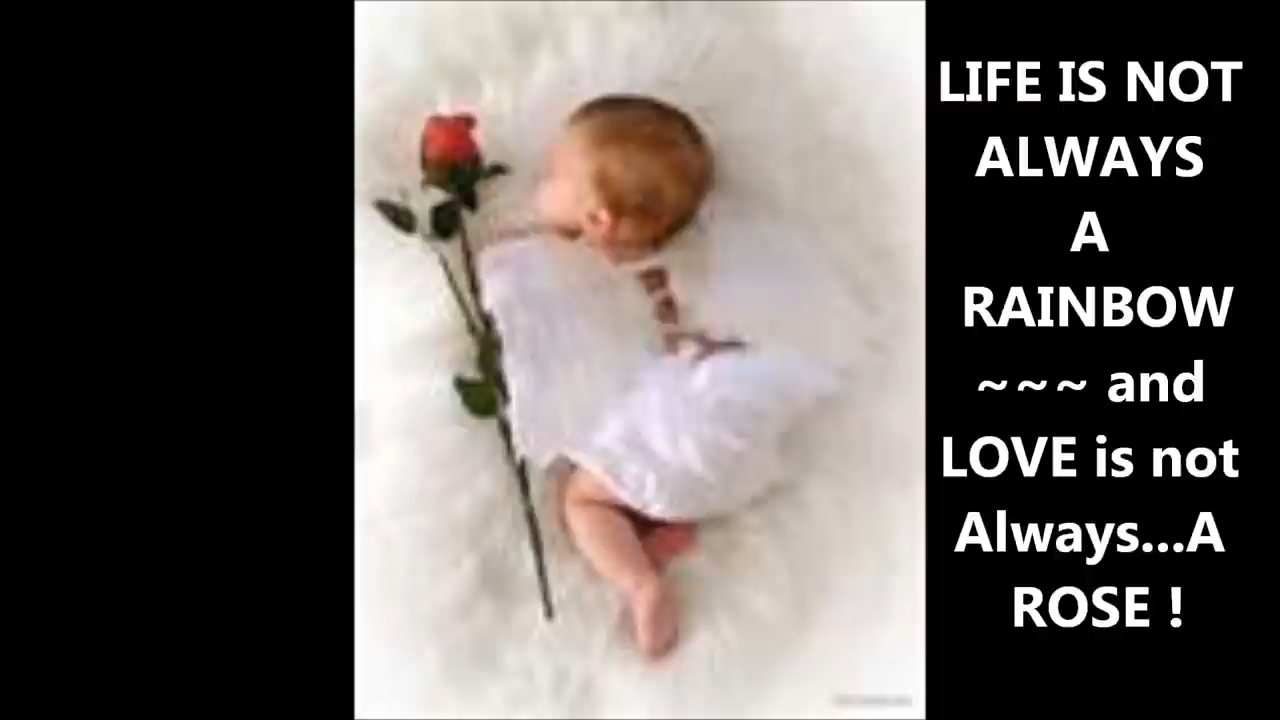 LIFE IS NOT
ALWAYS
A
RAINBOW
~~~ and
LOVE is not
Always...A
ROSE !